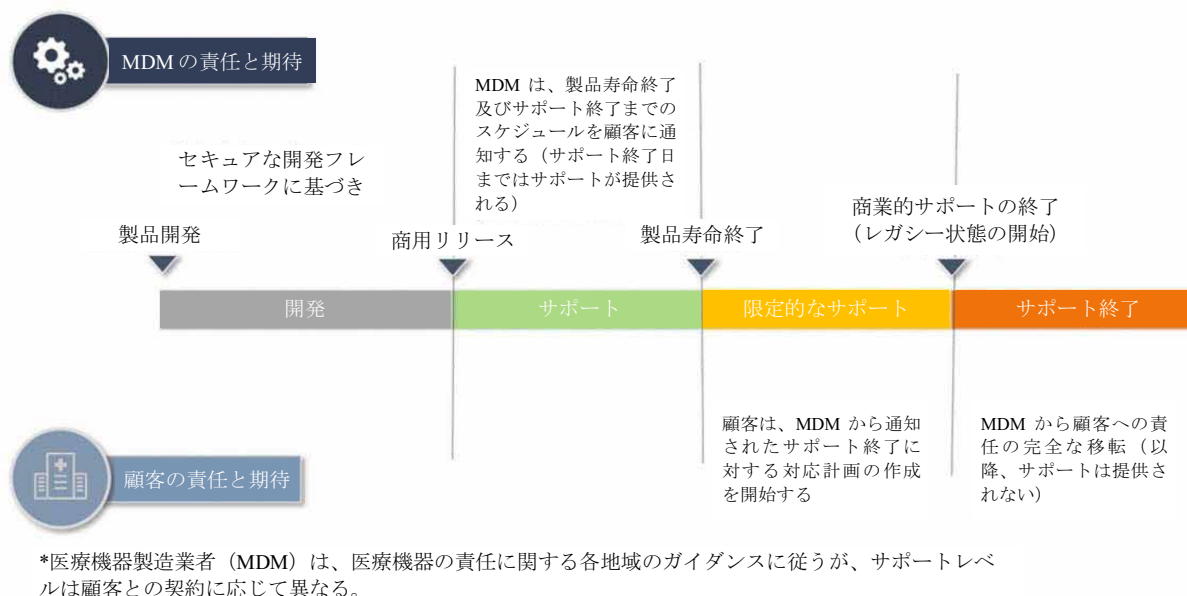 MDM の責任と期待
MDM は、製品寿命終了
及びサポート終了までの
スケジュールを顧客に通
知する（サポート終了日
まではサポートが提供さ
れる）
セキュアな開発フレ
ームワークに基づき
製品開発
商用リリース
製品寿命終了
商業的サポートの終了
（レガシー状態の開始）
開発
サポート
限定的なサポート
サポート終了
顧客の責任と期待
顧客は、MDM から通知
されたサポート終了に
対する対応計画の作成
を開始する
MDM から顧客への責
任の完全な移転（以
降、サポートは提供さ
れない）
*医療機器製造業者（MDM）は、医療機器の責任に関する各地域のガイダンスに従うが、サポートレベ
ルは顧客との契約に応じて異なる。